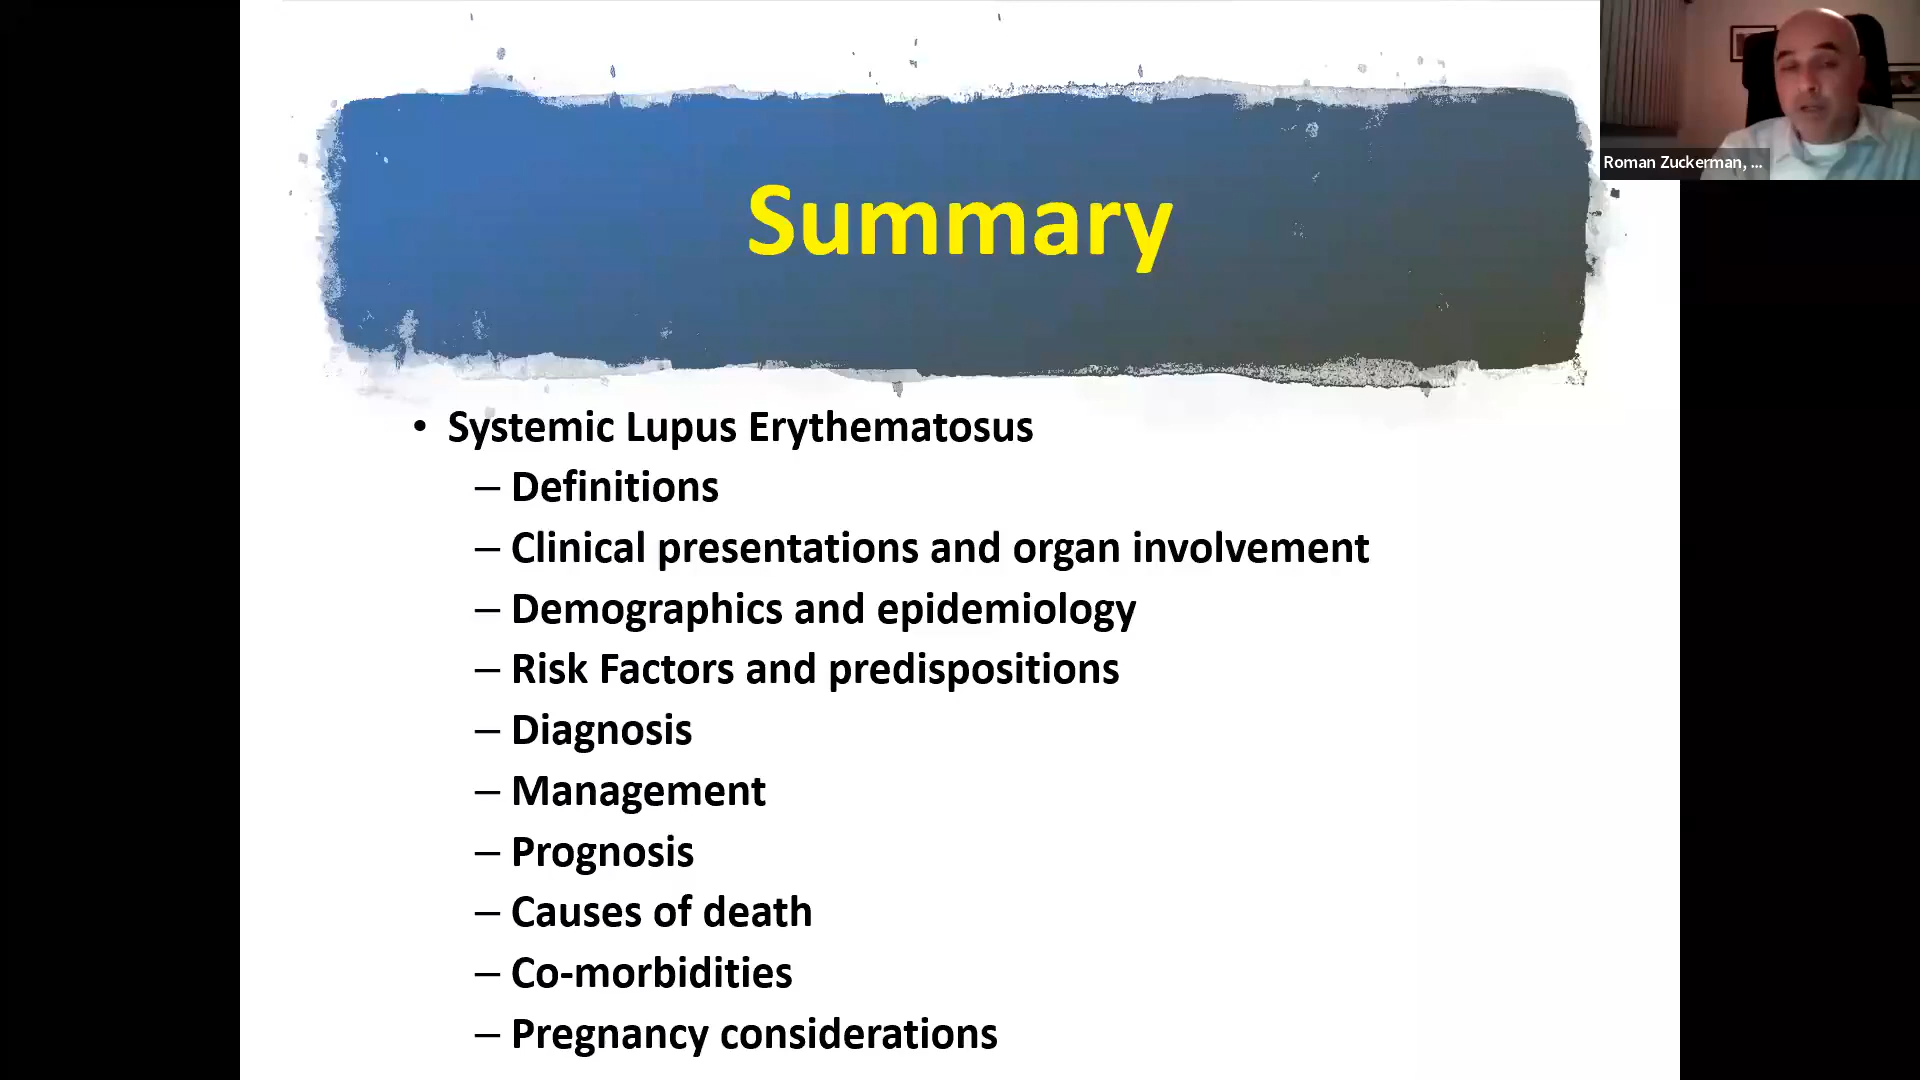 Summary
Roman Zuckerman, ...
• Systemic Lupus Erythematosus
– Definitions
– Clinical presentations and organ involvement
– Demographics and epidemiology
– Risk Factors and predispositions
– Diagnosis
– Management
– Prognosis
– Causes of death
– Co-morbidities
– Pregnancy considerations